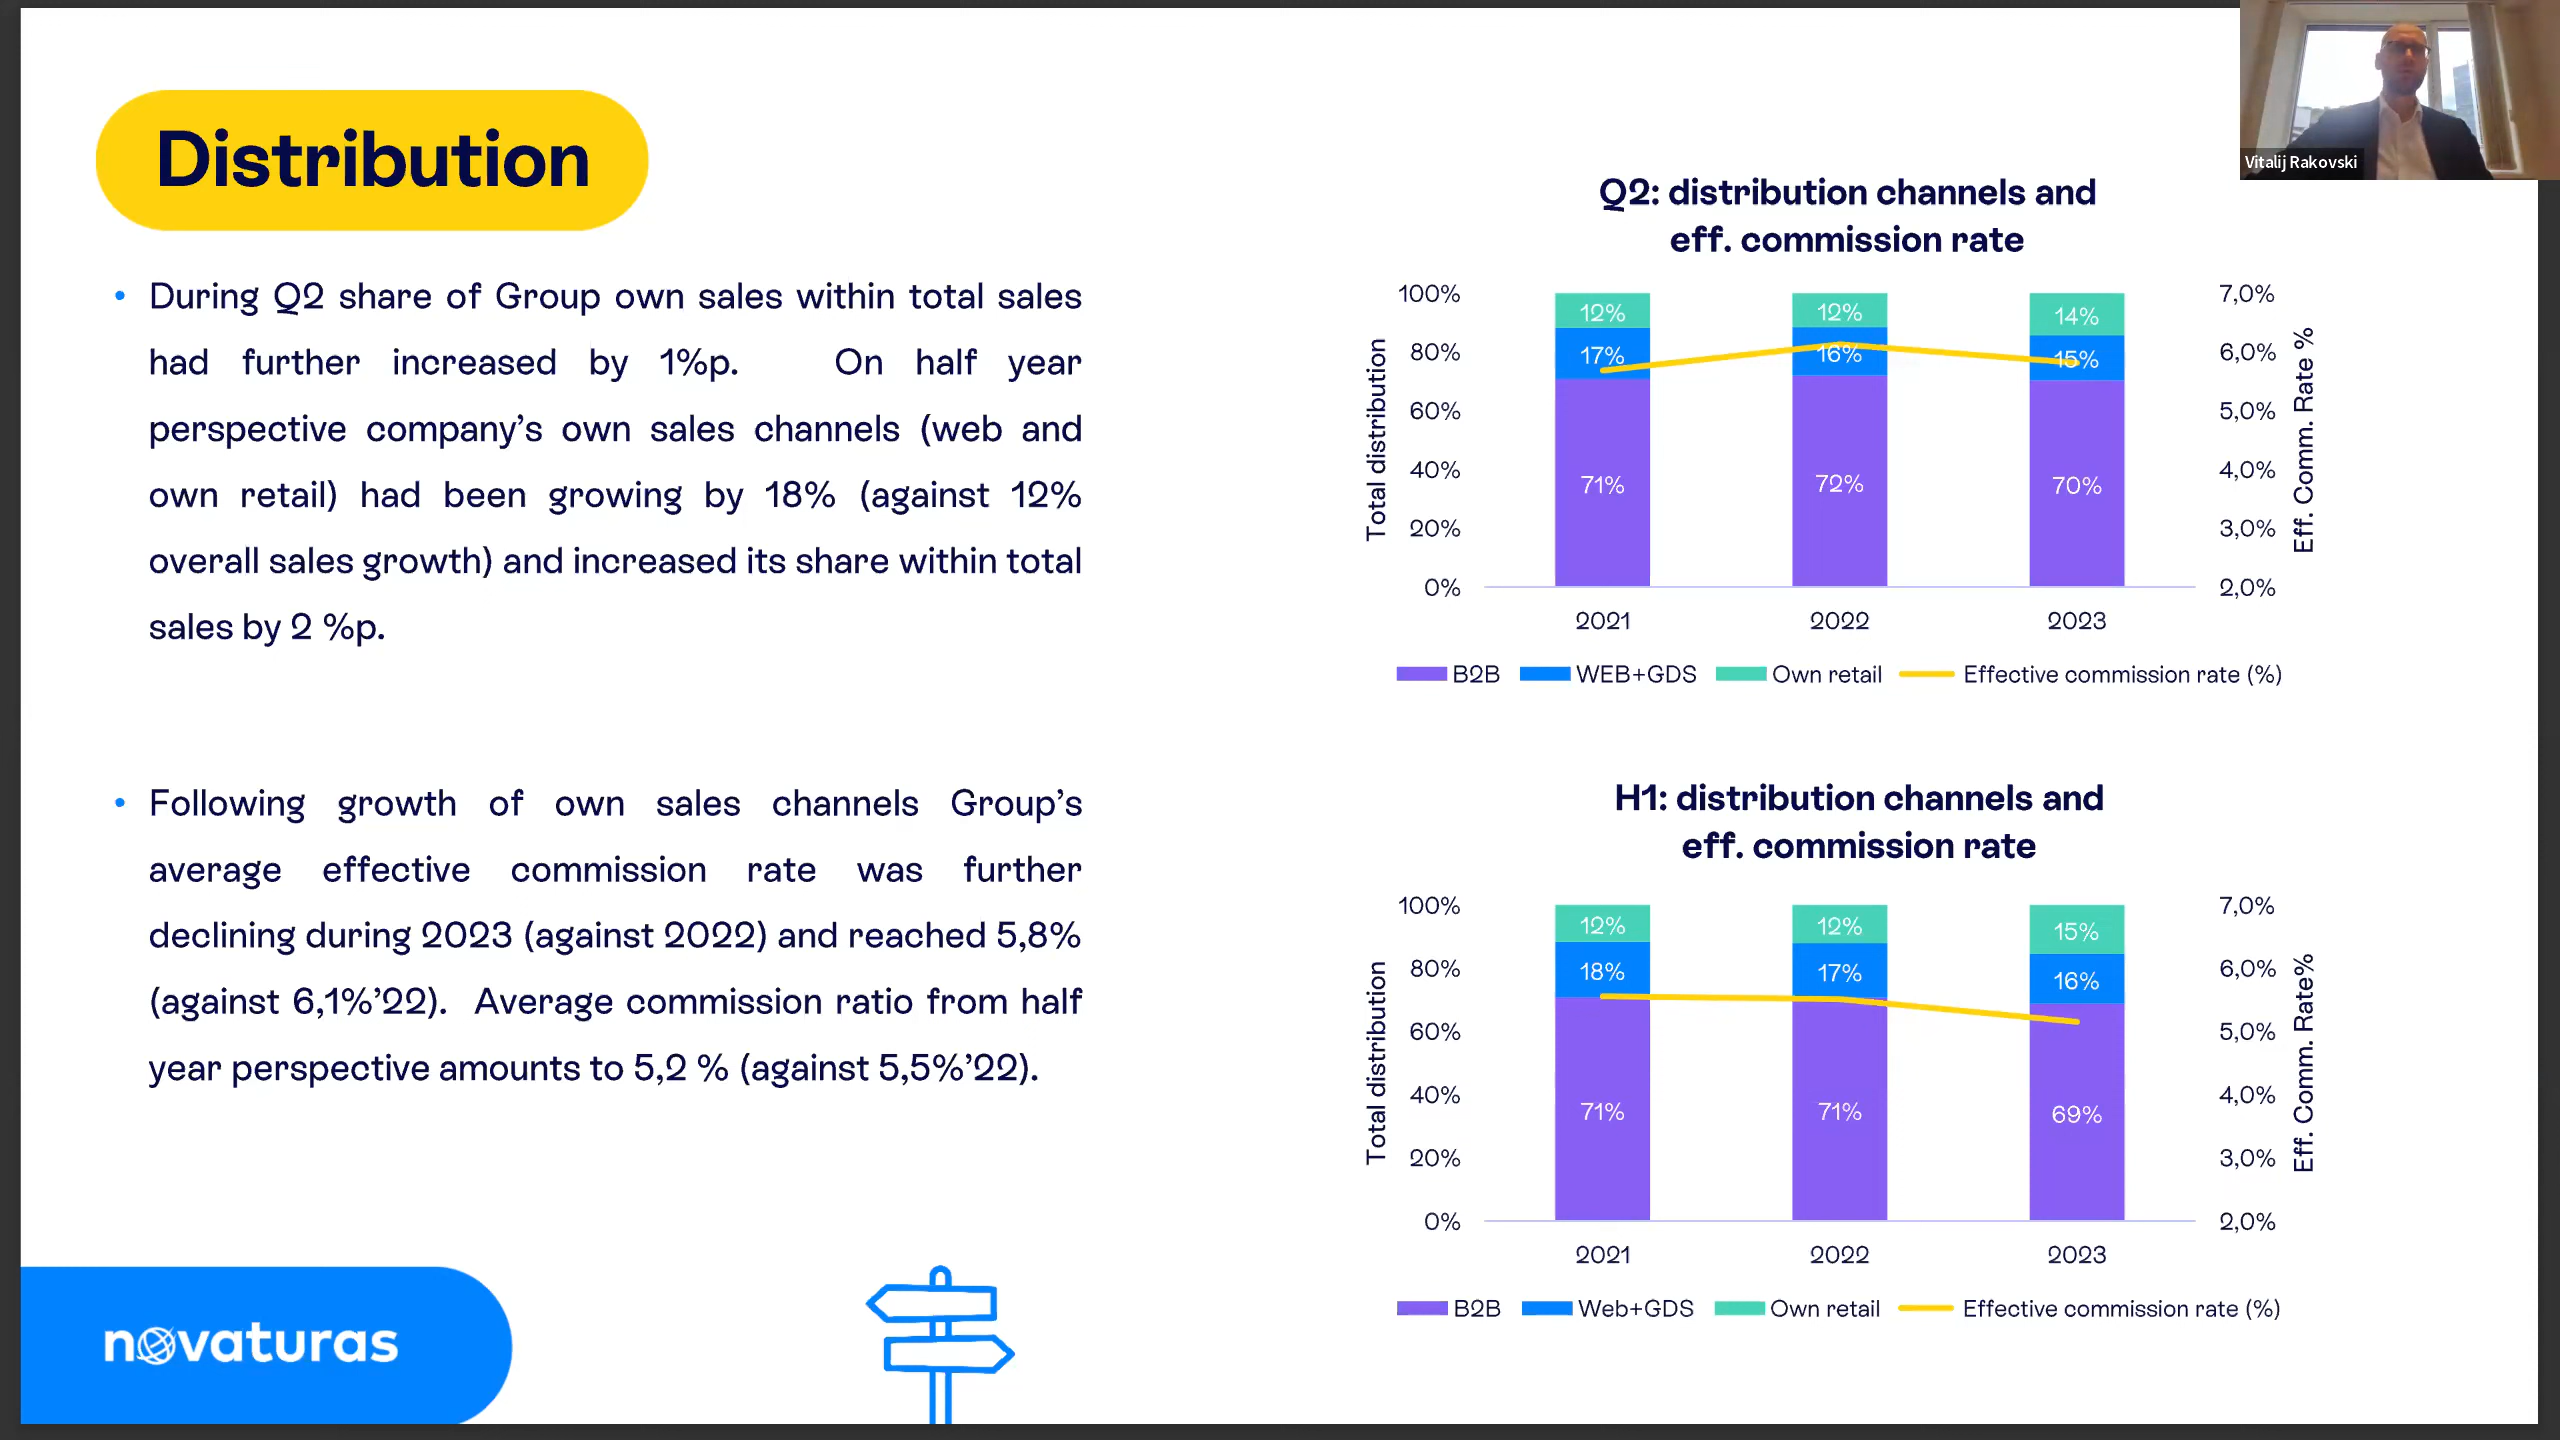 Distribution
• During Q2 share of Group own sales within total sales
had further increased by 1%p. On half year
perspective company’s own sales channels (web and
own retail) had been growing by 18% (against 12%
overall sales growth) and increased its share within total
sales by 2 %p.
• Following growth of own sales channels Group’s
average effective commission rate was further
declining during 2023 (against 2022) and reached 5,8%
(against 6,1%’22). Average commission ratio from half
year perspective amounts to 5,2 % (against 5,5%’22).
novaturas
Vitalij Rakovski
Q2: distribution channels and
eff. commission rate
Total distribution
100%
80%
60%
40%
20%
0%
12% 12% 14%
17% 16% 15%
71% 72% 70%
7,0%
6,0%
5,0%
4,0%
3,0%
2,0%
Eff. Comm. Rate %
2021 2022 2023
B2B WEB+GDS Own retail Effective commission rate (%)
H1: distribution channels and
eff. commission rate
Total distribution
100%
80%
60%
40%
20%
0%
12% 12% 15%
18% 17% 16%
71% 71% 69%
7,0%
6,0%
5,0%
4,0%
3,0%
2,0%
Eff. Comm. Rate%
2021 2022 2023
B2B Web+GDS Own retail Effective commission rate (%)